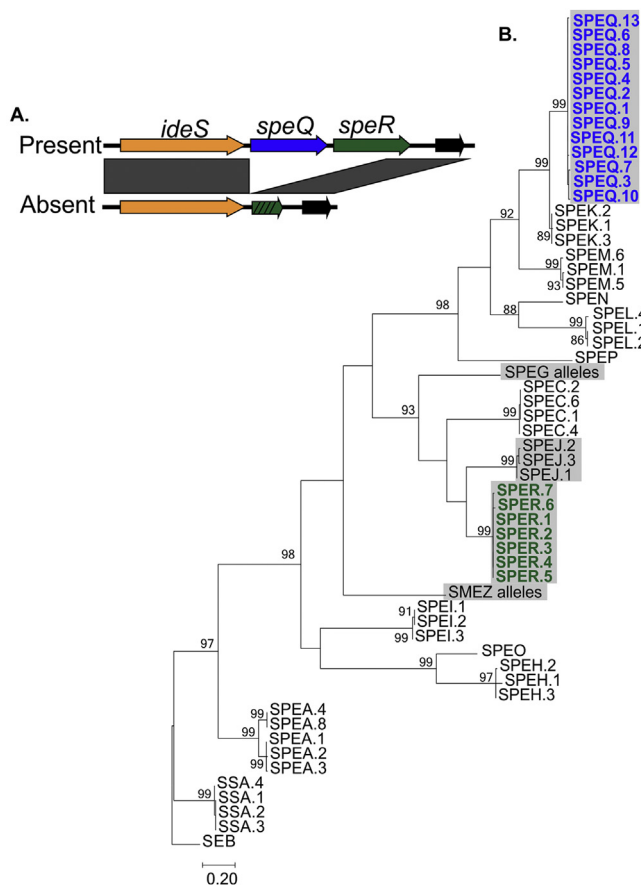 A.
ideS speQ speR
Present
Absent
B.
SPEQ.13
SPEQ.6
SPEQ.8
SPEQ.5
SPEQ.4
SPEQ.2
SPEQ.1
SPEQ.9
SPEQ.11
SPEQ.12
SPEQ.7
SPEQ.3
SPEQ.10
99
99
SPEK.2
SPEK.1
89 SPEK.3
92
SPEM.6
99 SPEM.1
93 SPEM.5
98
88 SPEN
SPEL.4
99 SPEL.1
86 SPEL.2
SPEP
SPEG alleles
93
SPEC.2
SPEC.6
99 SPEC.1
SPEC.4
SPEJ.2
99 SPEJ.3
SPEJ.1
SPER.7
SPER.6
SPER.1
99 SPER.2
SPER.3
SPER.4
SPER.5
98
SMEZ alleles
91 SPEI.1
SPEI.2
99 SPEI.3
97
SPEO
99 SPEH.2
97 SPEH.1
SPEH.3
SPEA.4
99 SPEA.8
99 SPEA.1
SPEA.2
99 SPEA.3
SSA.4
99 SSA.1
SSA.2
SSA.3
SEB
0.20